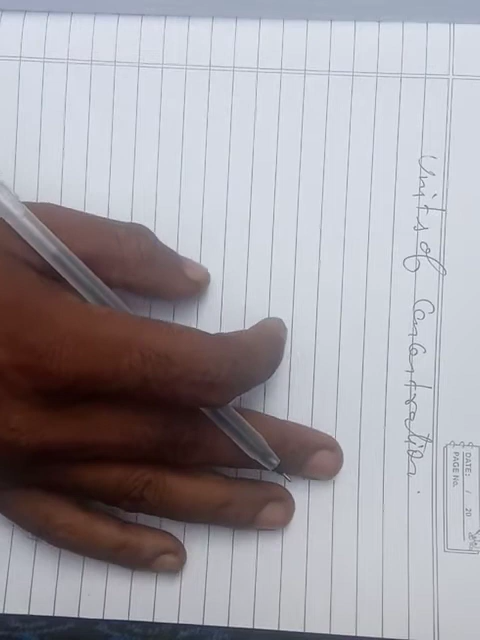 DATE: / 20
PAGE No.
Units of Concentration.